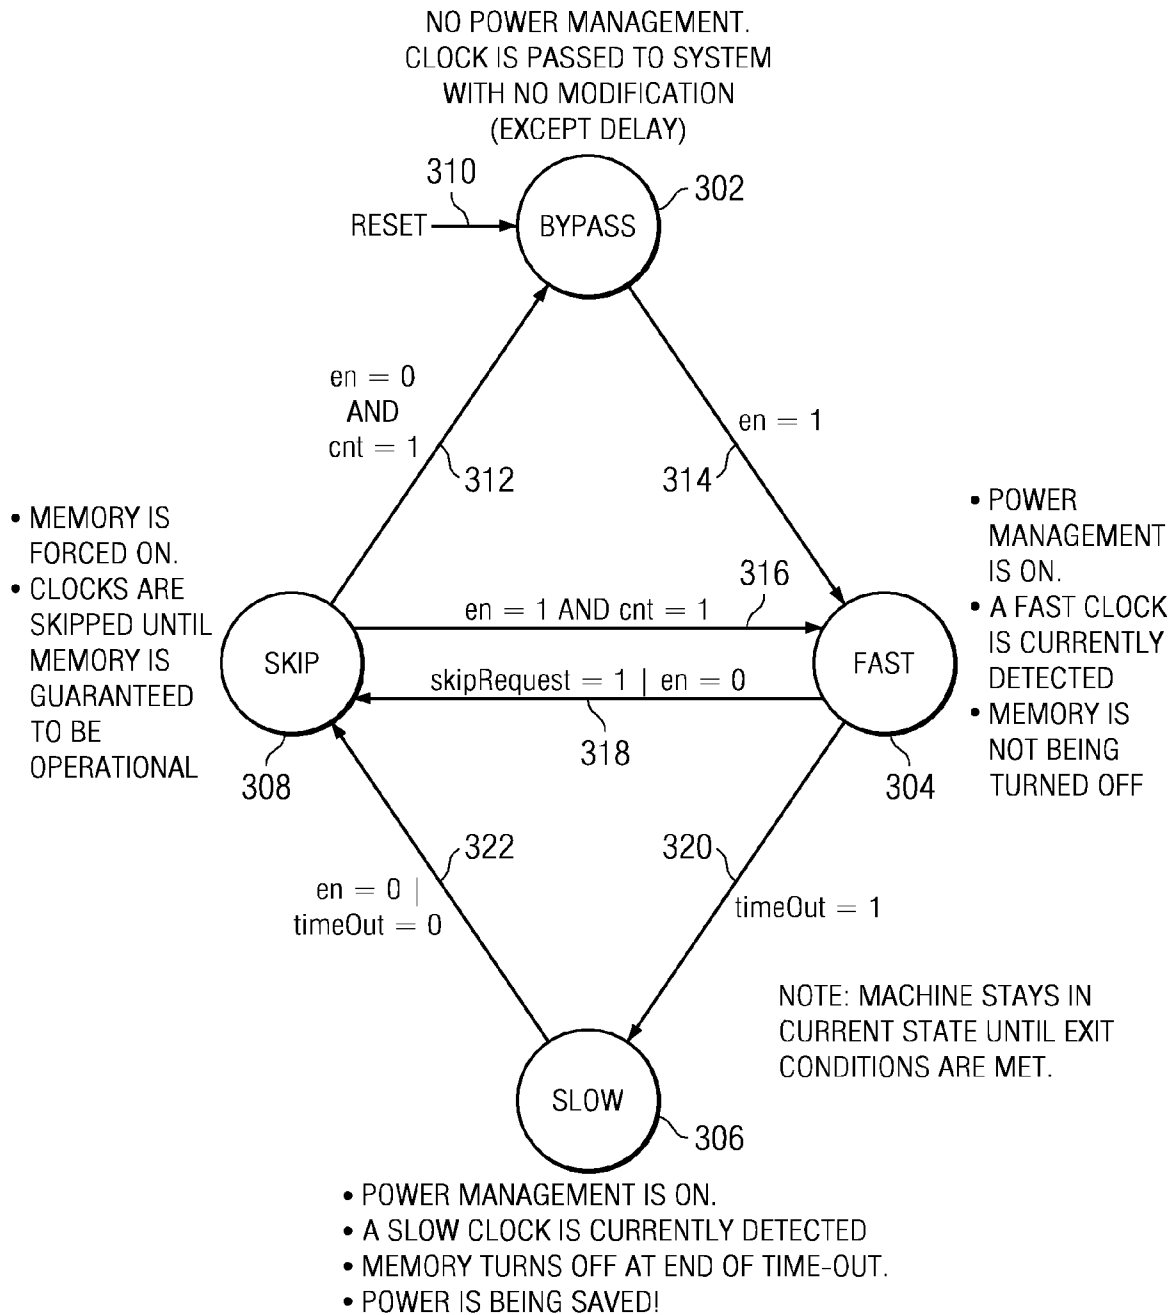 NO POWER MANAGEMENT.
CLOCK IS PASSED TO SYSTEM
WITH NO MODIFICATION
(EXCEPT DELAY)
310
302
RESET
BYPASS
en = 0
AND
cnt = 1
312
en = 1
314
• MEMORY IS
FORCED ON.
• CLOCKS ARE
SKIPPED UNTIL
MEMORY IS
GUARANTEED
TO BE
OPERATIONAL
SKIP
308
316
en = 1 AND cnt = 1
skipRequest = 1 | en = 0
318
FAST
304
• POWER
MANAGEMENT
IS ON.
• A FAST CLOCK
IS CURRENTLY
DETECTED
• MEMORY IS
NOT BEING
TURNED OFF
322
en = 0 |
timeOut = 0
320
timeOut = 1
NOTE: MACHINE STAYS IN
CURRENT STATE UNTIL EXIT
CONDITIONS ARE MET.
SLOW
306
• POWER MANAGEMENT IS ON.
• A SLOW CLOCK IS CURRENTLY DETECTED
• MEMORY TURNS OFF AT END OF TIME-OUT.
• POWER IS BEING SAVED!